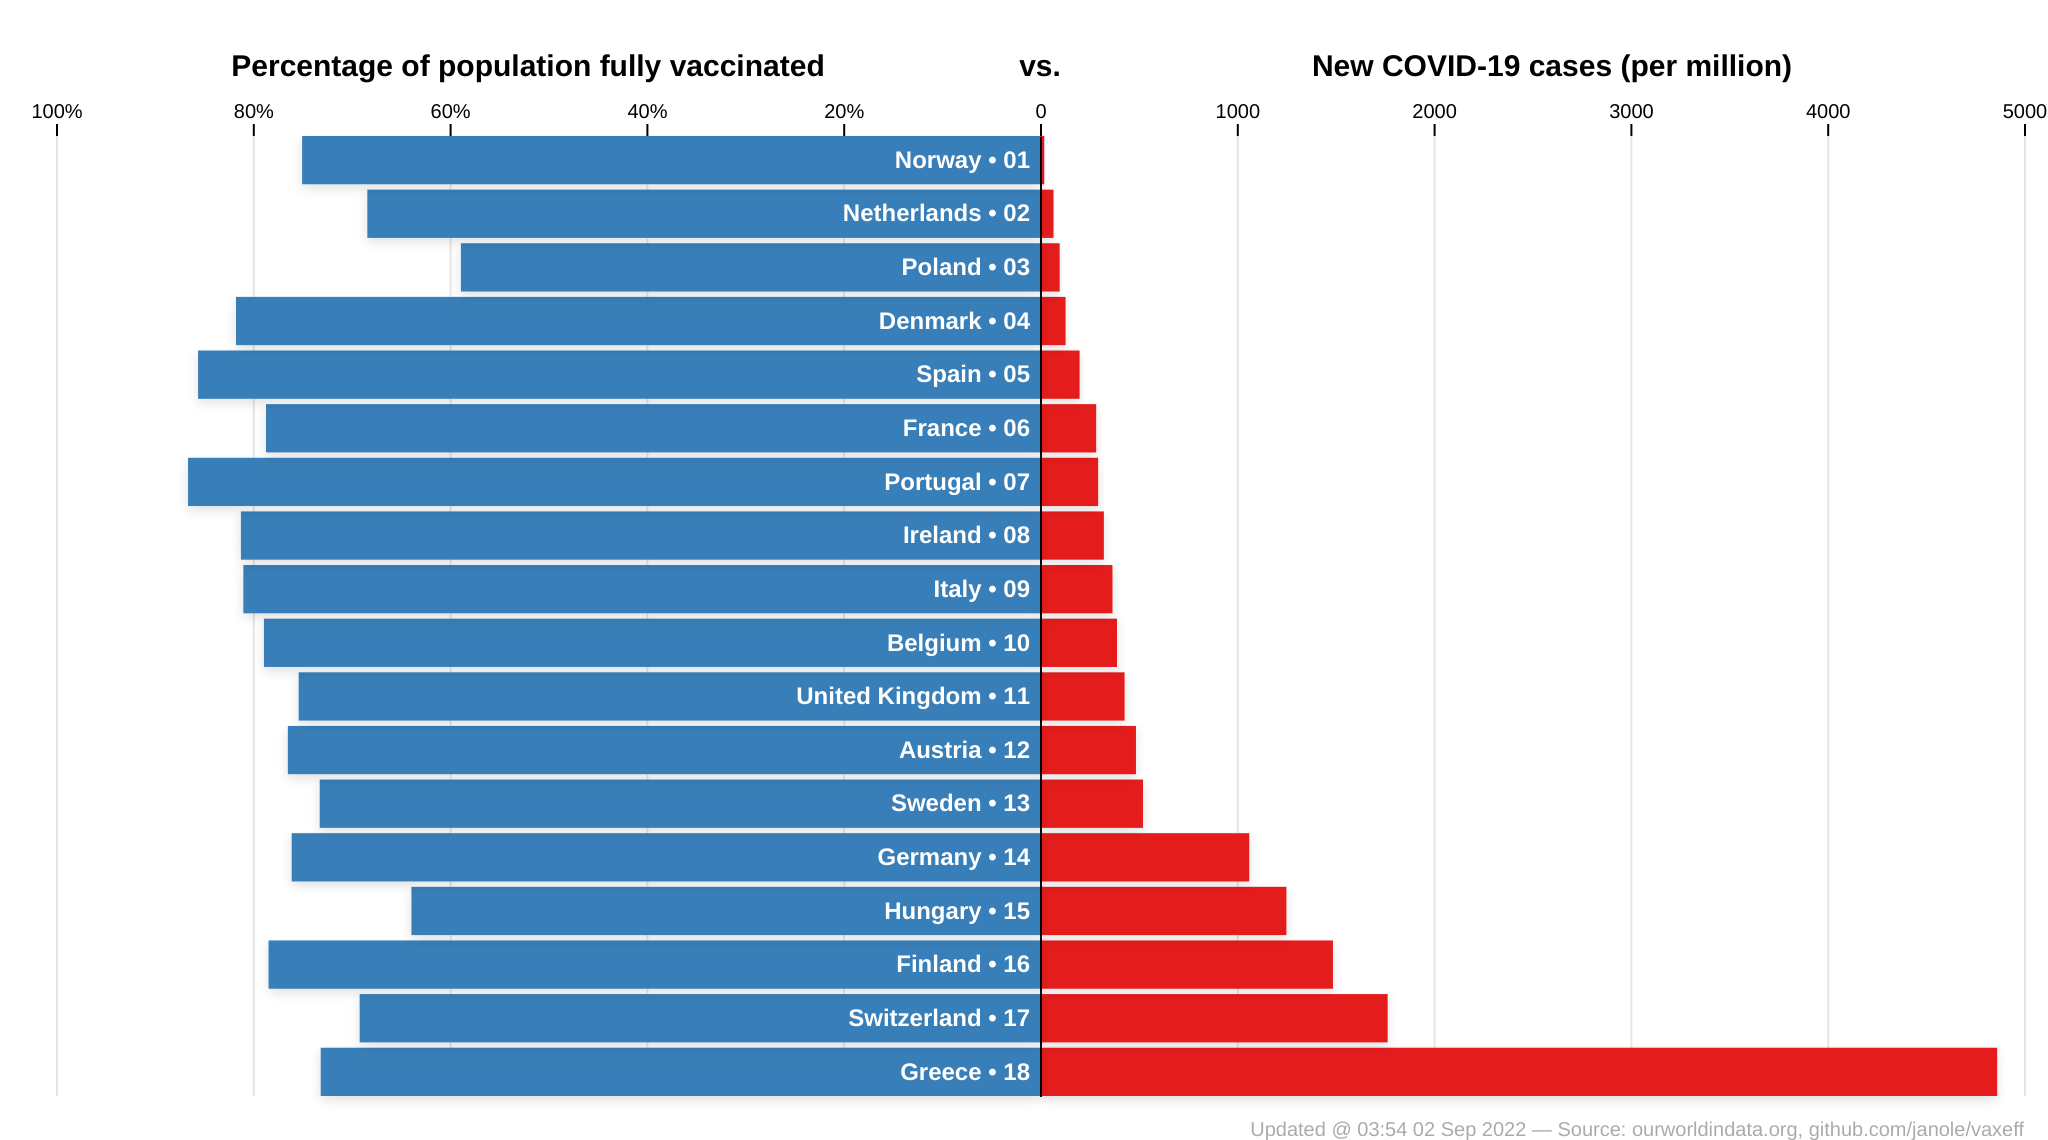 Percentage of population fully vaccinated vs. New COVID-19 cases (per million)
100% 80% 60% 40% 20% 0 1000 2000 3000 4000 5000
Norway • 01
Netherlands • 02
Poland • 03
Denmark • 04
Spain • 05
France • 06
Portugal • 07
Ireland • 08
Italy • 09
Belgium • 10
United Kingdom • 11
Austria • 12
Sweden • 13
Germany • 14
Hungary • 15
Finland • 16
Switzerland • 17
Greece • 18
Updated @ 03:54 02 Sep 2022 — Source: ourworldindata.org, github.com/janole/vaxeff